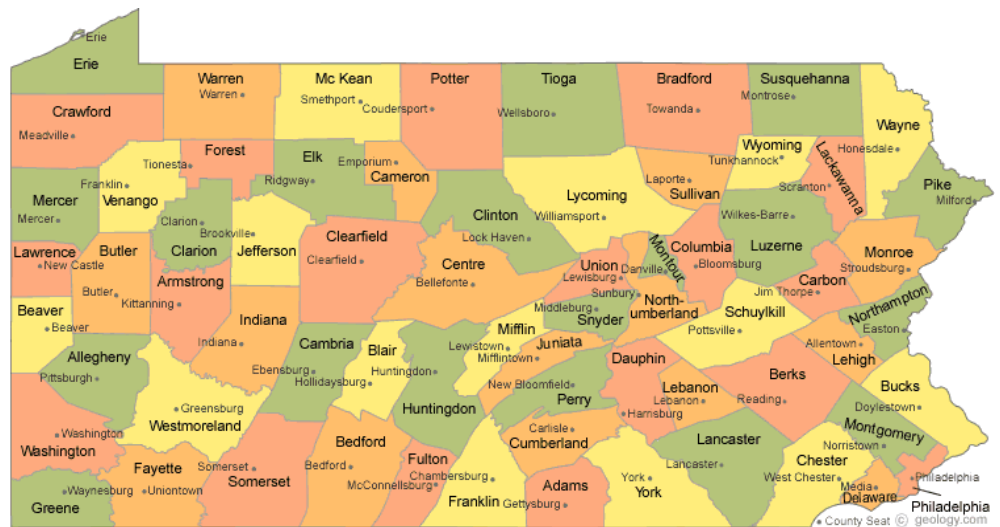 Erie
Erie
Warren
Warren
Mc Kean
Smethport
Potter
Coudersport
Tioga
Wellsboro
Bradford
Towanda
Susquehanna
Montrose
Wayne
Honesdale
Crawford
Meadville
Forest
Tionesta
Elk
Ridgway
Emporium
Cameron
Wyoming
Tunkhannock
Lackawanna
Scranton
Pike
Milford
Mercer
Mercer
Franklin
Venango
Clarion
Clarion
Brookville
Jefferson
Clinton
Lock Haven
Lycoming
Williamsport
Laporte
Sullivan
Wilkes-Barre
Luzerne
Lawrence
New Castle
Butler
Butler
Armstrong
Kittanning
Clearfield
Clearfield
Centre
Bellefonte
Union
Lewisburg
Danville
Montour
Columbia
Bloomsburg
Monroe
Stroudsburg
Carbon
Jim Thorpe
Beaver
Beaver
Indiana
Indiana
Sunbury
North-
umberland
Middleburg
Snyder
Schuylkill
Pottsville
Northampton
Easton
Allegheny
Pittsburgh
Cambria
Ebensburg
Blair
Hollidaysburg
Huntingdon
Huntingdon
Mifflin
Lewistown
Juniata
Mifflintown
Allentown
Lehigh
Greensburg
Westmoreland
New Bloomfield
Perry
Dauphin
Harrisburg
Lebanon
Lebanon
Berks
Reading
Bucks
Doylestown
Washington
Washington
Bedford
Bedford
Carlisle
Cumberland
Lancaster
Lancaster
Montgomery
Norristown
Waynesburg
Greene
Fayette
Uniontown
Somerset
Somerset
Fulton
McConnellsburg
Chambersburg
Franklin
Adams
Gettysburg
York
York
Chester
West Chester
Media
Delaware
Philadelphia
Philadelphia
County Seat © geology.com